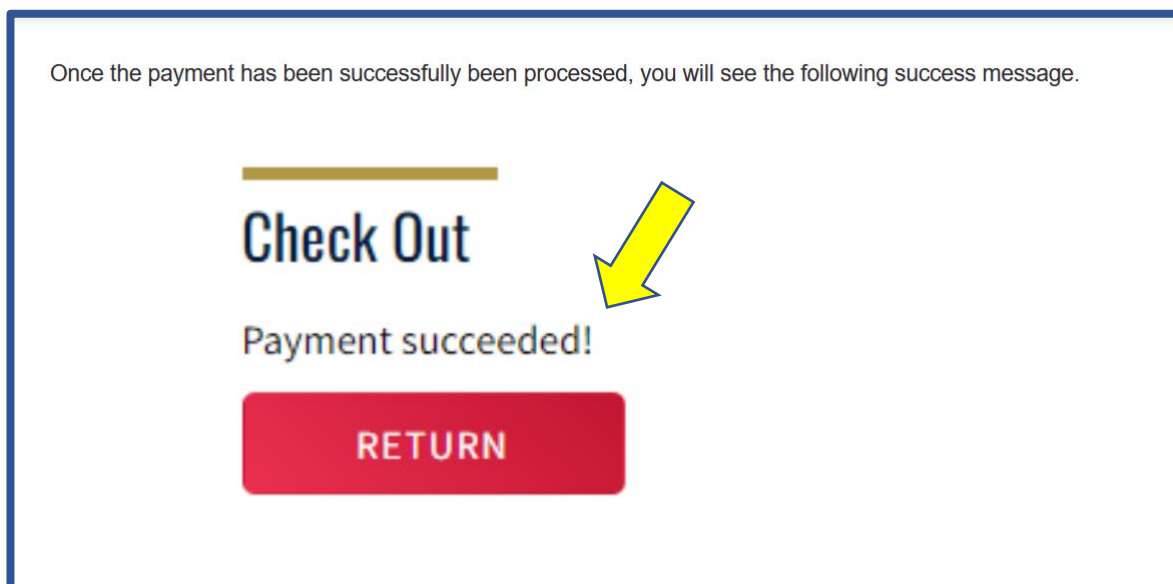 Once the payment has been successfully been processed, you will see the following success message.
Check Out
Payment succeeded!
RETURN